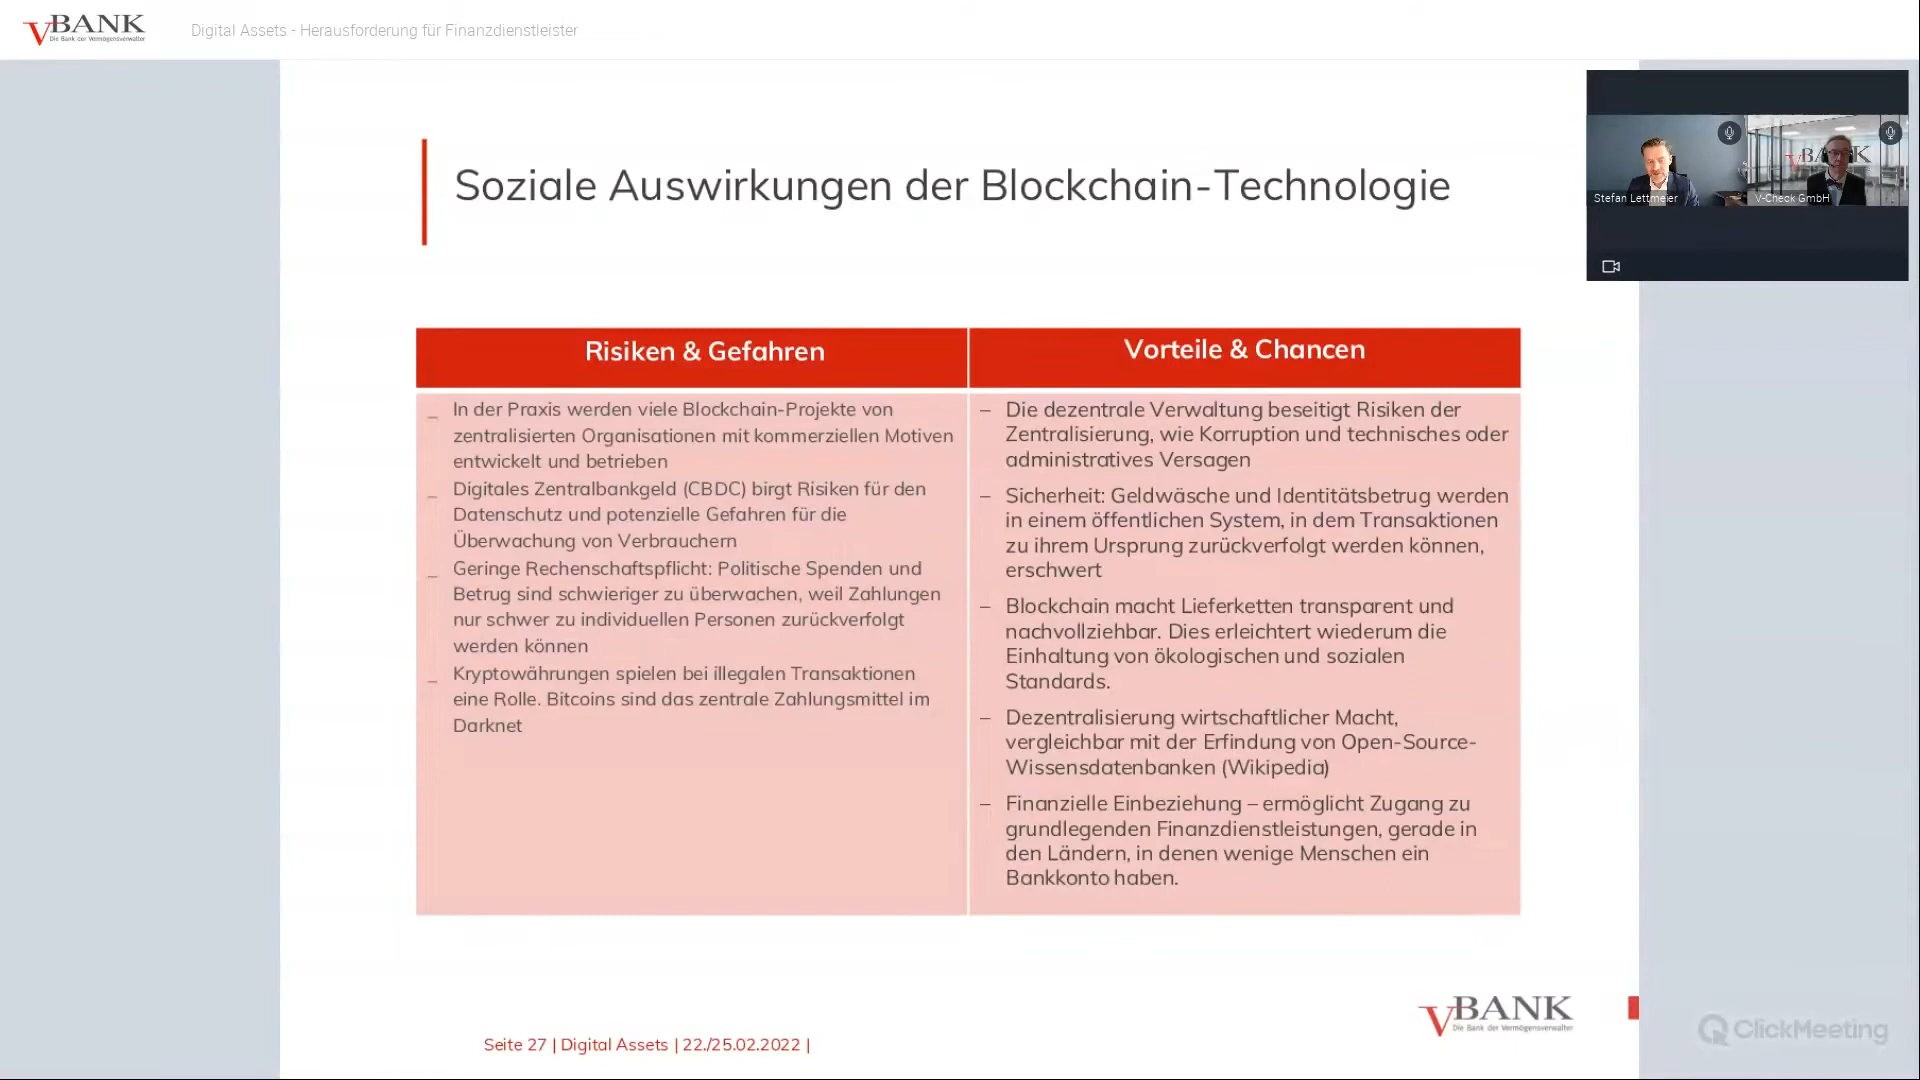 VBANK
Die Bank der Vermögensverwalter
Digital Assets - Herausforderung für Finanzdienstleister
Stefan Lettmeier
VBANK
V-Check GmbH
Soziale Auswirkungen der Blockchain-Technologie
Risiken & Gefahren
_ In der Praxis werden viele Blockchain-Projekte von
zentralisierten Organisationen mit kommerziellen Motiven
entwickelt und betrieben
_ Digitales Zentralbankgeld (CBDC) birgt Risiken für den
Datenschutz und potenzielle Gefahren für die
Überwachung von Verbrauchern
_ Geringe Rechenschaftspflicht: Politische Spenden und
Betrug sind schwieriger zu überwachen, weil Zahlungen
nur schwer zu individuellen Personen zurückverfolgt
werden können
_ Kryptowährungen spielen bei illegalen Transaktionen
eine Rolle. Bitcoins sind das zentrale Zahlungsmittel im
Darknet
Vorteile & Chancen
– Die dezentrale Verwaltung beseitigt Risiken der
Zentralisierung, wie Korruption und technisches oder
administratives Versagen
– Sicherheit: Geldwäsche und Identitätsbetrug werden
in einem öffentlichen System, in dem Transaktionen
zu ihrem Ursprung zurückverfolgt werden können,
erschwert
– Blockchain macht Lieferketten transparent und
nachvollziehbar. Dies erleichtert wiederum die
Einhaltung von ökologischen und sozialen
Standards.
– Dezentralisierung wirtschaftlicher Macht,
vergleichbar mit der Erfindung von Open-Source-
Wissensdatenbanken (Wikipedia)
– Finanzielle Einbeziehung – ermöglicht Zugang zu
grundlegenden Finanzdienstleistungen, gerade in
den Ländern, in denen wenige Menschen ein
Bankkonto haben.
VBANK
Die Bank der Vermögensverwalter
Seite 27 | Digital Assets | 22./25.02.2022 |
ClickMeeting